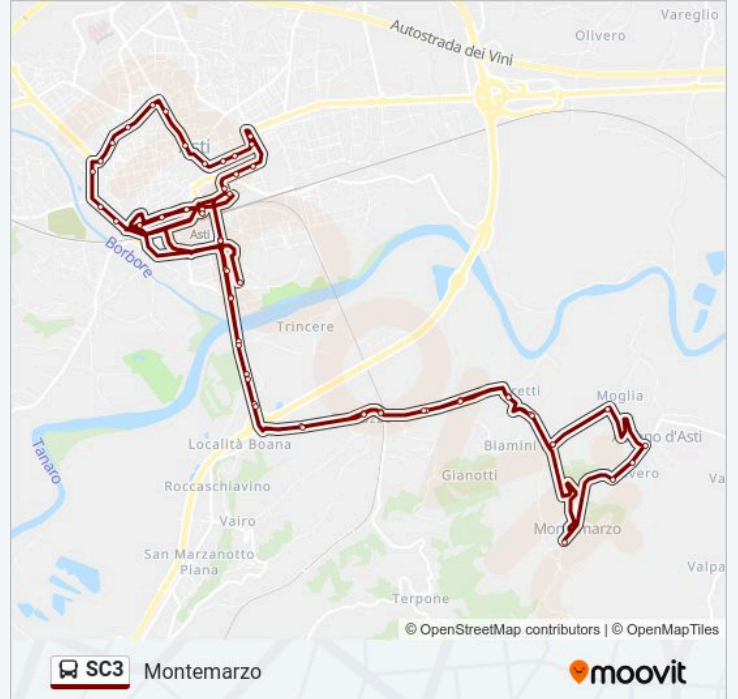 Vareglio
Olivero
Autostrada dei Vini
Asti
Borbore
Trincere
Tanaro
Località Boana
Roccaschiavino
Vairo
San Marzanotto
Piana
Terpone
Gianotti
Biamini
Moglia
d'Asti
Montemarzo
Valpa
© OpenStreetMap contributors | © OpenMapTiles
SC3
Montemarzo
moovit